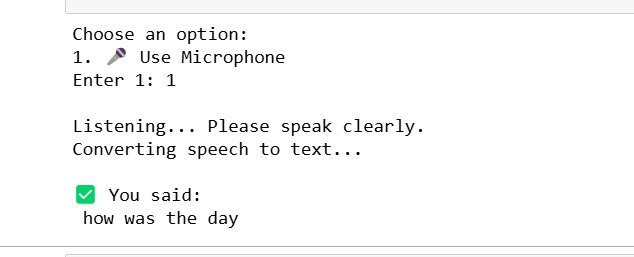 Choose an option:
1. 🎤 Use Microphone
Enter 1: 1
Listening... Please speak clearly.
Converting speech to text...
✅ You said:
how was the day